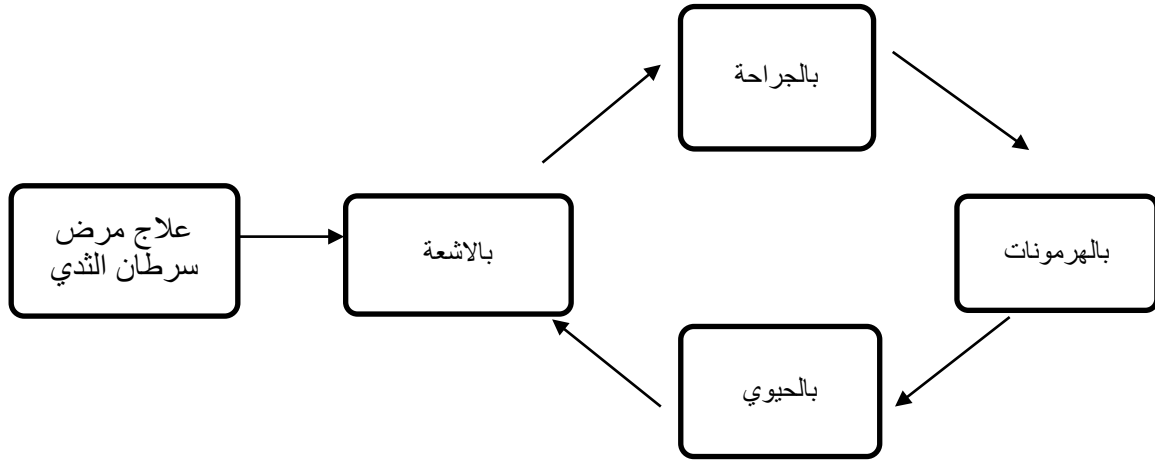 علاج مرض
سرطان الثدي
بالاشعة
بالجراحة
بالهرمونات
بالحيوي